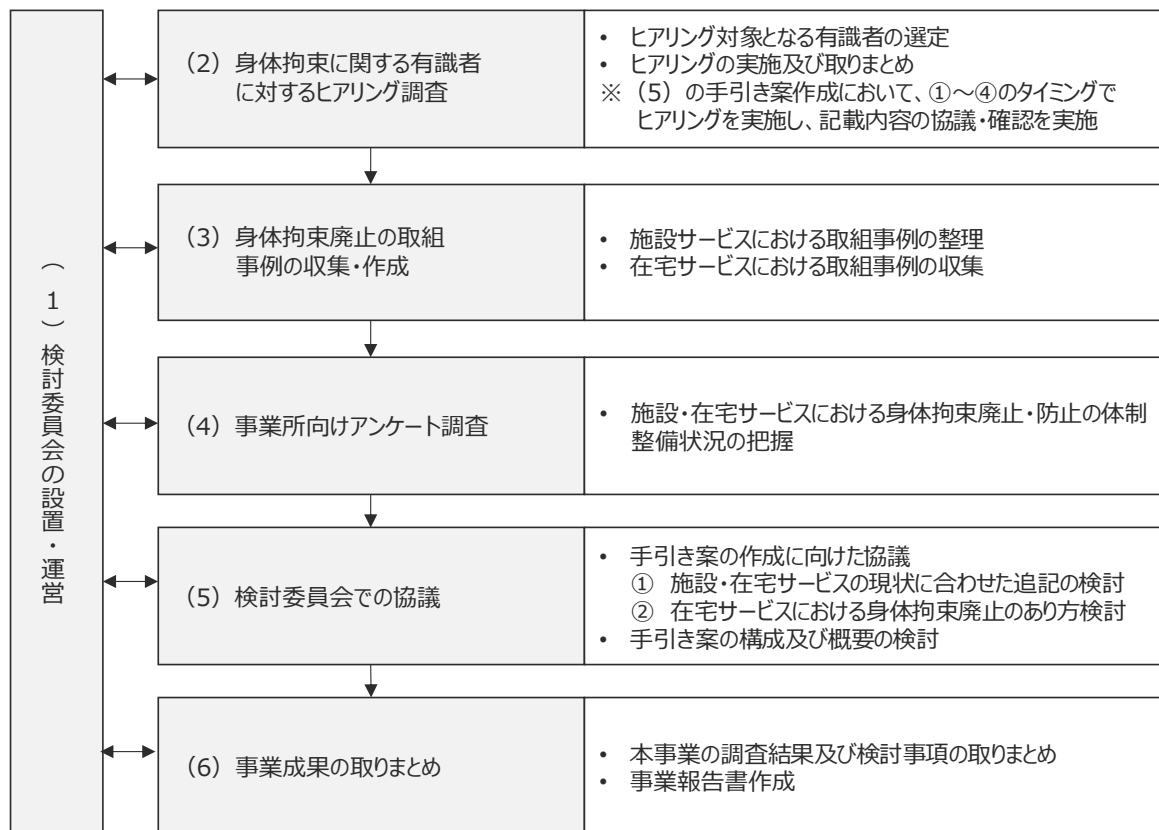 （1）検討委員会の設置・運営
（2）身体拘束に関する有識者
に対するヒアリング調査
• ヒアリング対象となる有識者の選定
• ヒアリングの実施及び取りまとめ
※（5）の手引き案作成において、①～④のタイミングで
ヒアリングを実施し、記載内容の協議・確認を実施
（3）身体拘束廃止の取組
事例の収集・作成
• 施設サービスにおける取組事例の整理
• 在宅サービスにおける取組事例の収集
（4）事業所向けアンケート調査
• 施設・在宅サービスにおける身体拘束廃止・防止の体制
整備状況の把握
（5）検討委員会での協議
• 手引き案の作成に向けた協議
① 施設・在宅サービスの現状に合わせた追記の検討
② 在宅サービスにおける身体拘束廃止のあり方検討
• 手引き案の構成及び概要の検討
（6）事業成果の取りまとめ
• 本事業の調査結果及び検討事項の取りまとめ
• 事業報告書作成